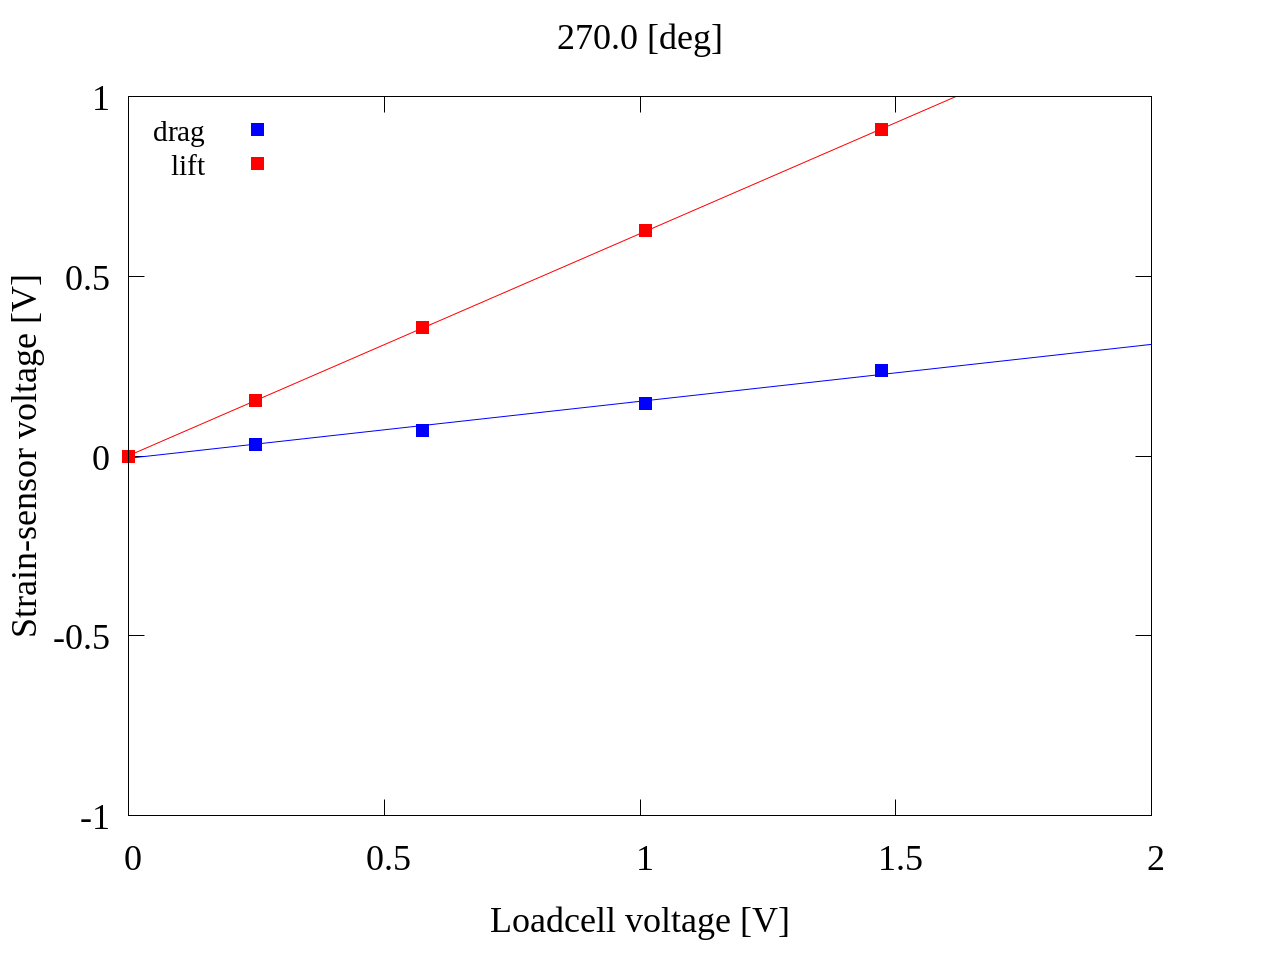 270.0 [deg]
drag
lift
1
0.5
0
-0.5
-1
Strain-sensor voltage [V]
0 0.5 1 1.5 2
Loadcell voltage [V]